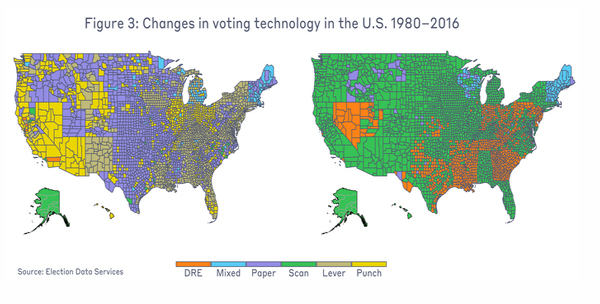 Figure 3: Changes in voting technology in the U.S. 1980–2016
Source: Election Data Services
DRE Mixed Paper Scan Lever Punch